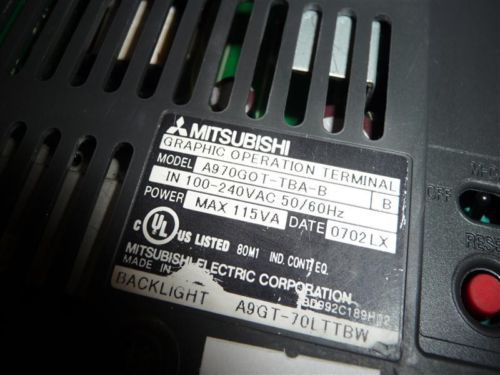 MITSUBISHI
GRAPHIC OPERATION TERMINAL
MODEL A970GOT-TBA-B B
IN 100-240VAC 50/60Hz
POWER MAX 115VA DATE 0702LX
C UL US LISTED 80M1 IND. CONT. EQ.
MITSUBISHI ELECTRIC CORPORATION
MADE IN
BD992C189H02
BACKLIGHT A9GT-70LTTBW
OFF